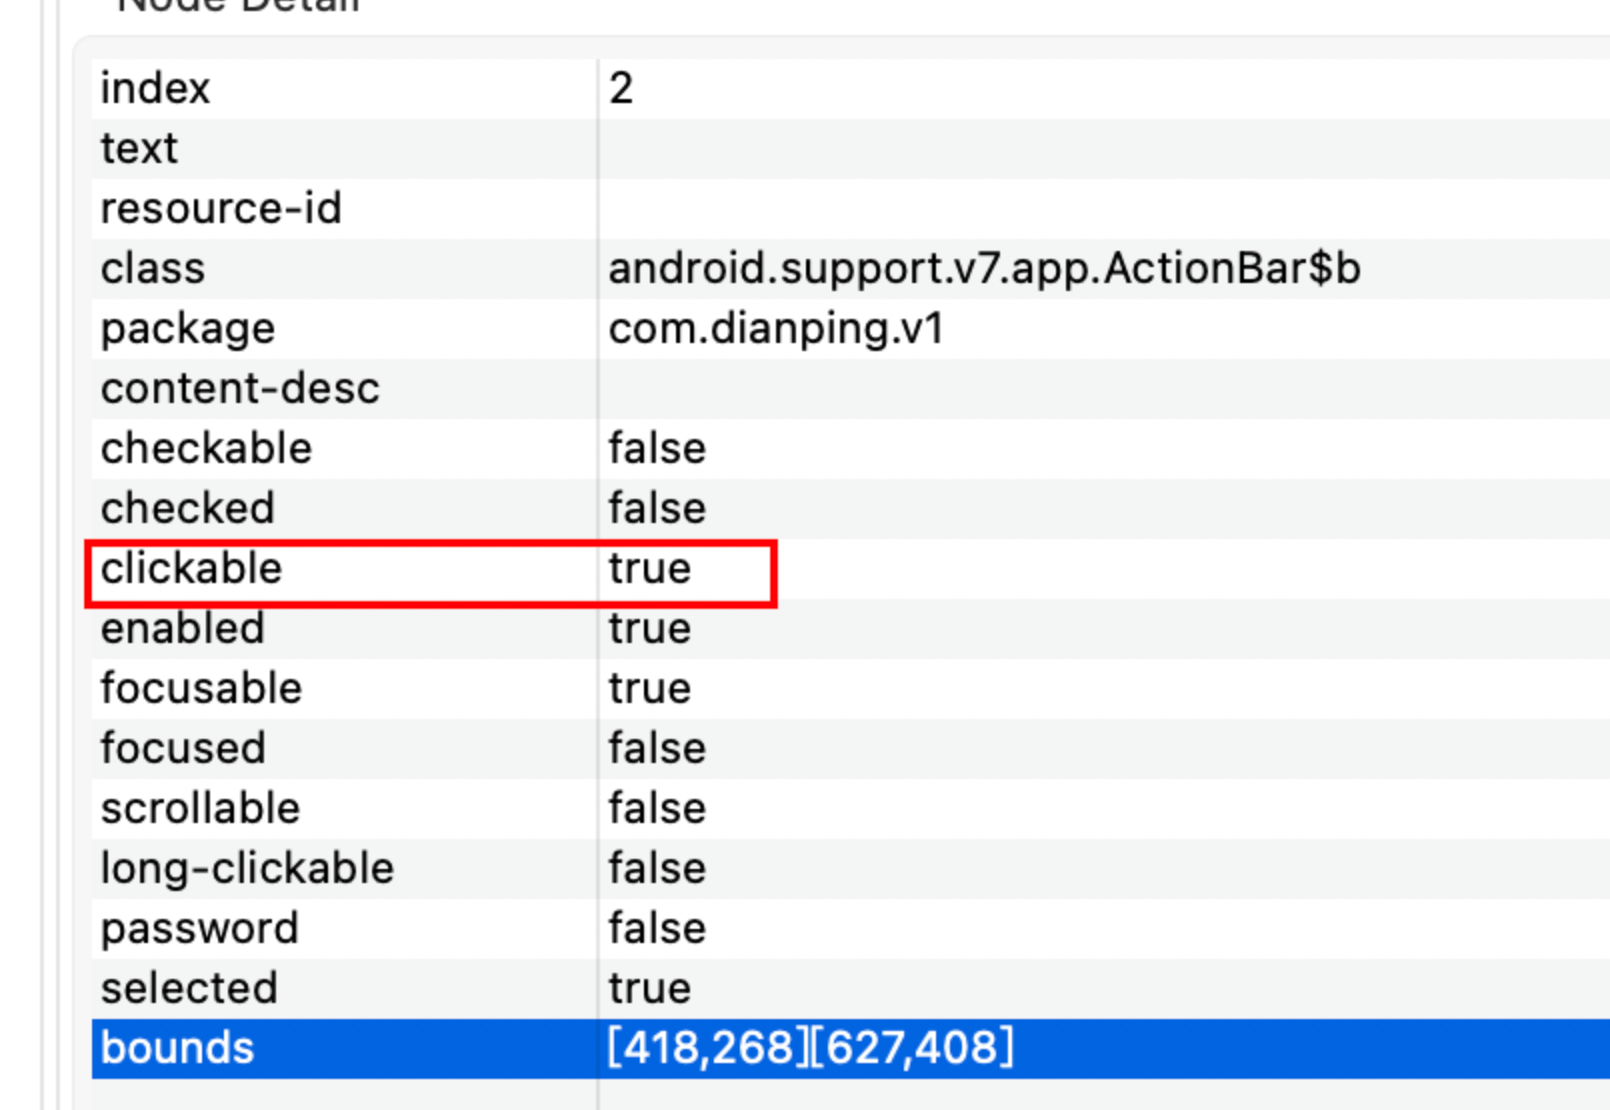 Node Detail
index 2
text
resource-id
class android.support.v7.app.ActionBar$b
package com.dianping.v1
content-desc
checkable false
checked false
clickable true
enabled true
focusable true
focused false
scrollable false
long-clickable false
password false
selected true
bounds [418,268][627,408]